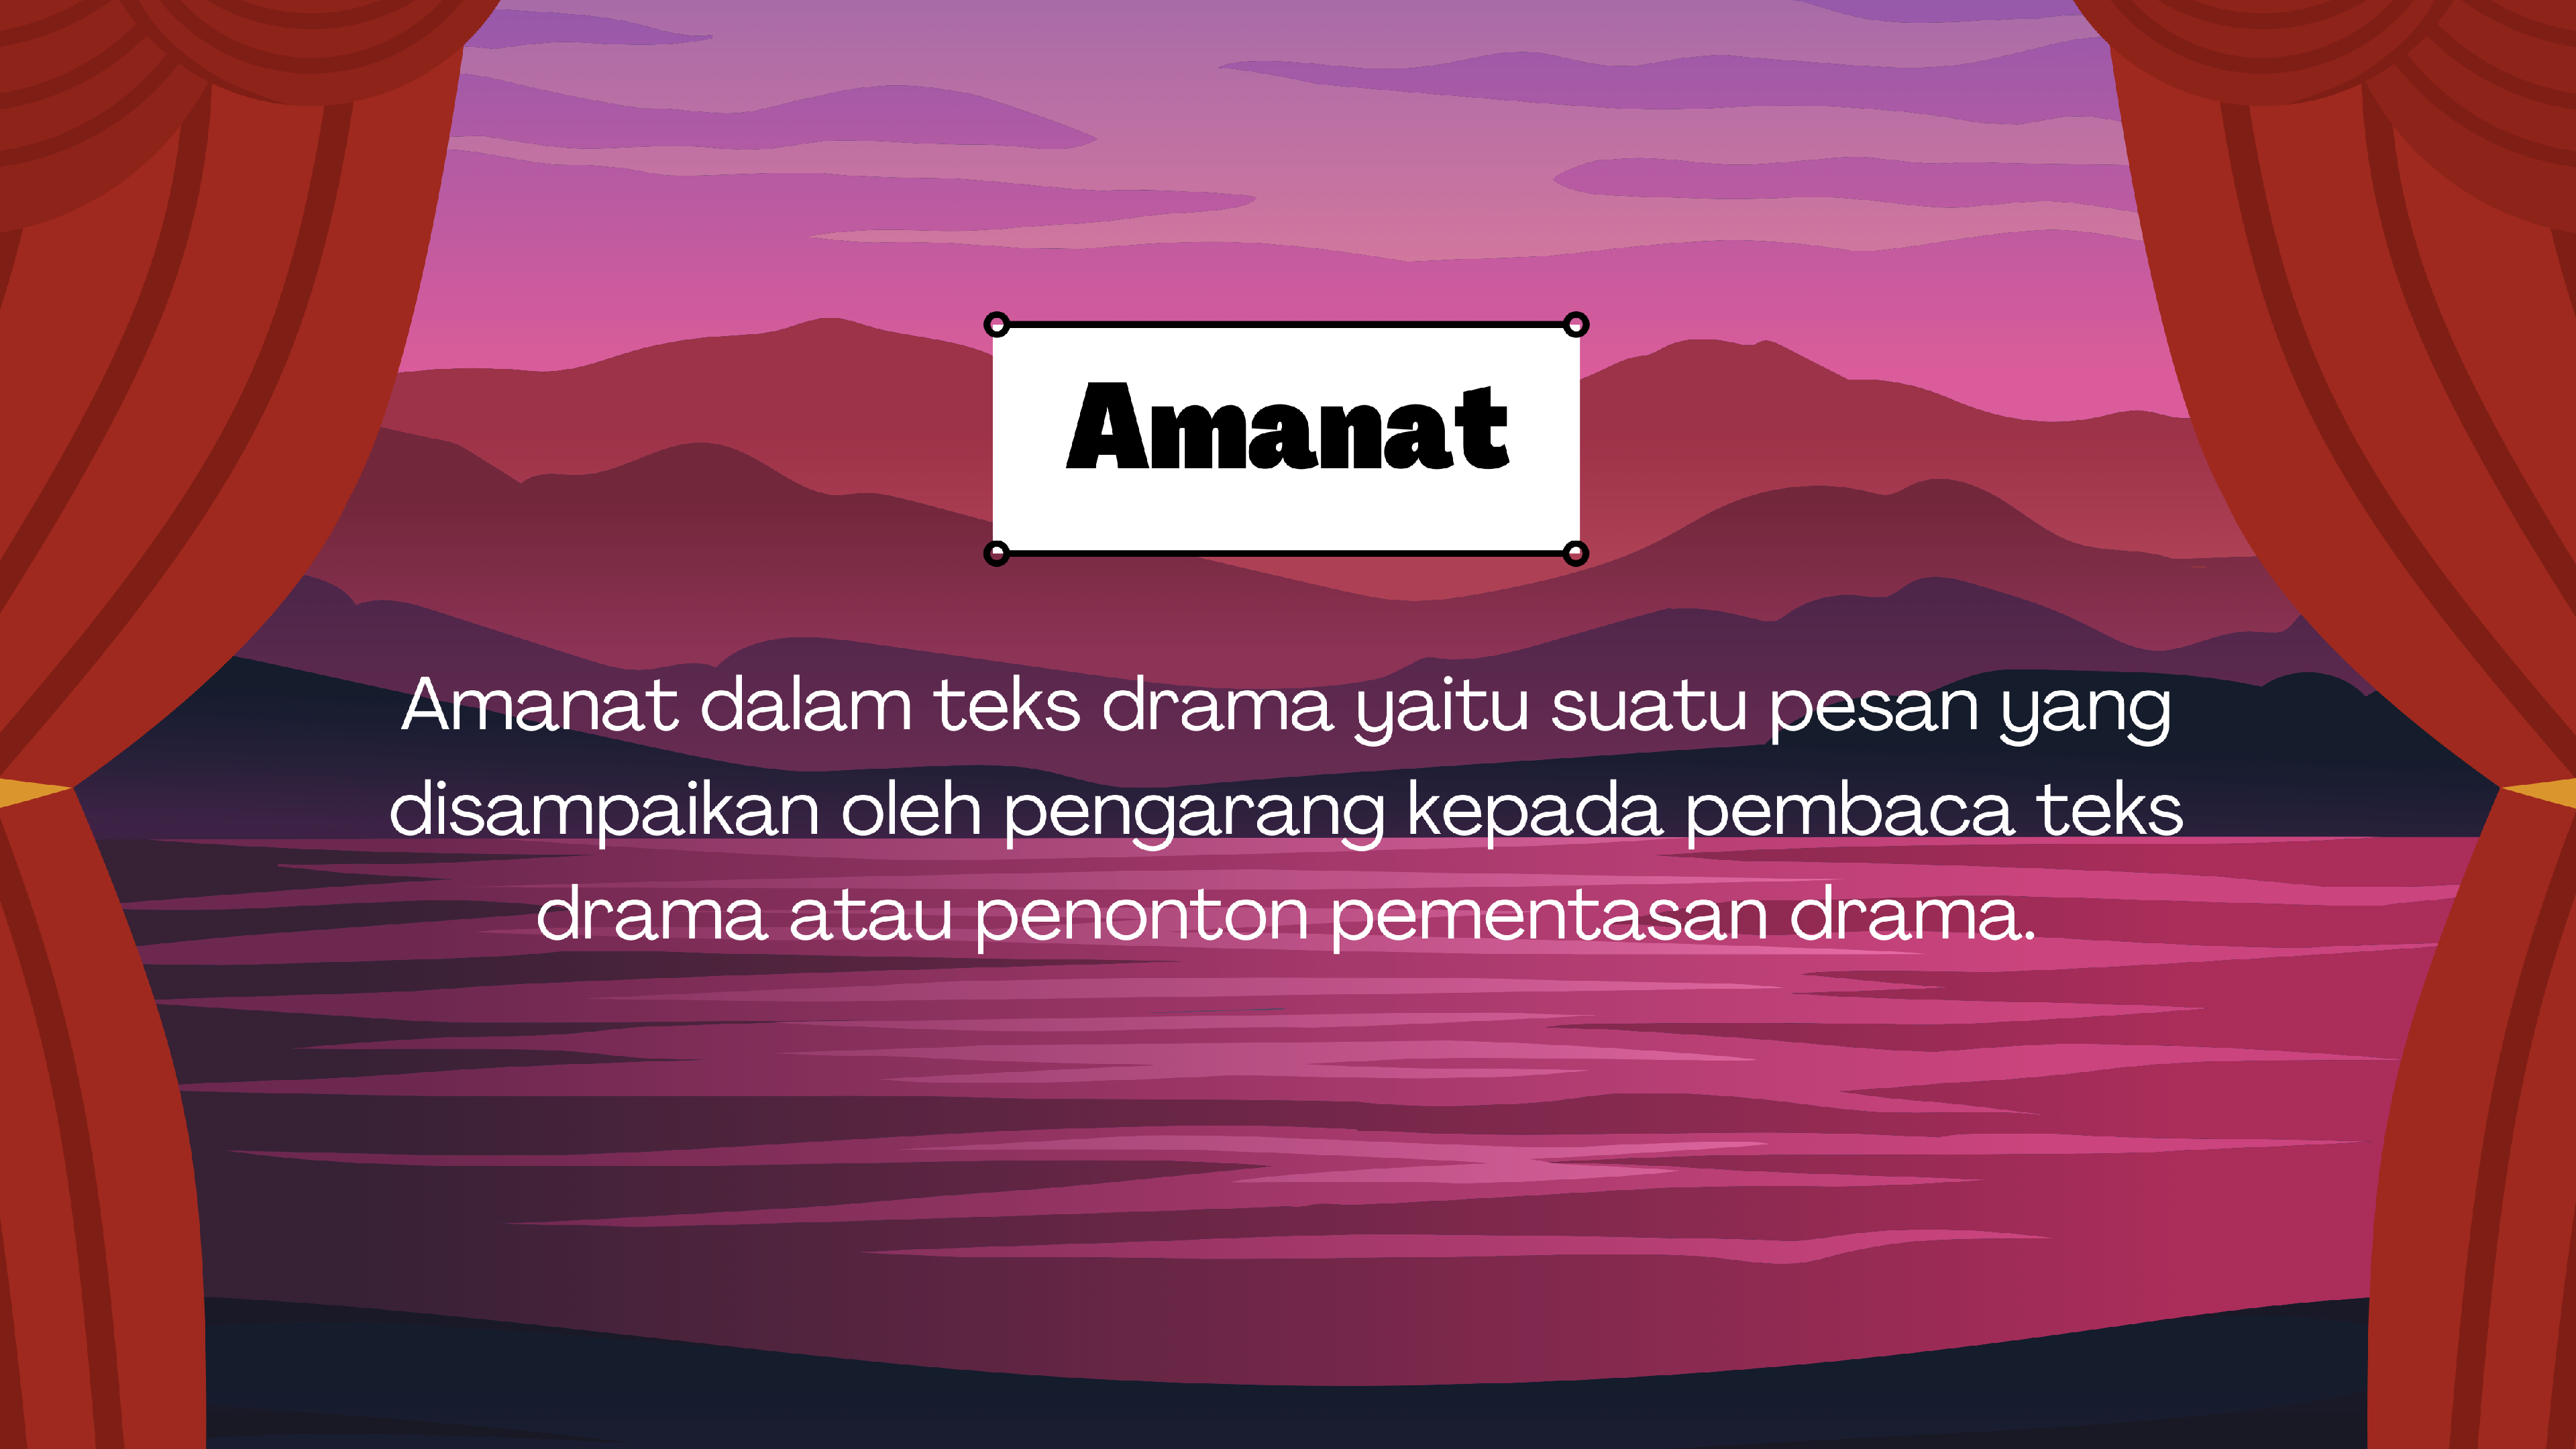 Amanat
Amanat dalam teks drama yaitu suatu pesan yang
disampaikan oleh pengarang kepada pembaca teks
drama atau penonton pementasan drama.